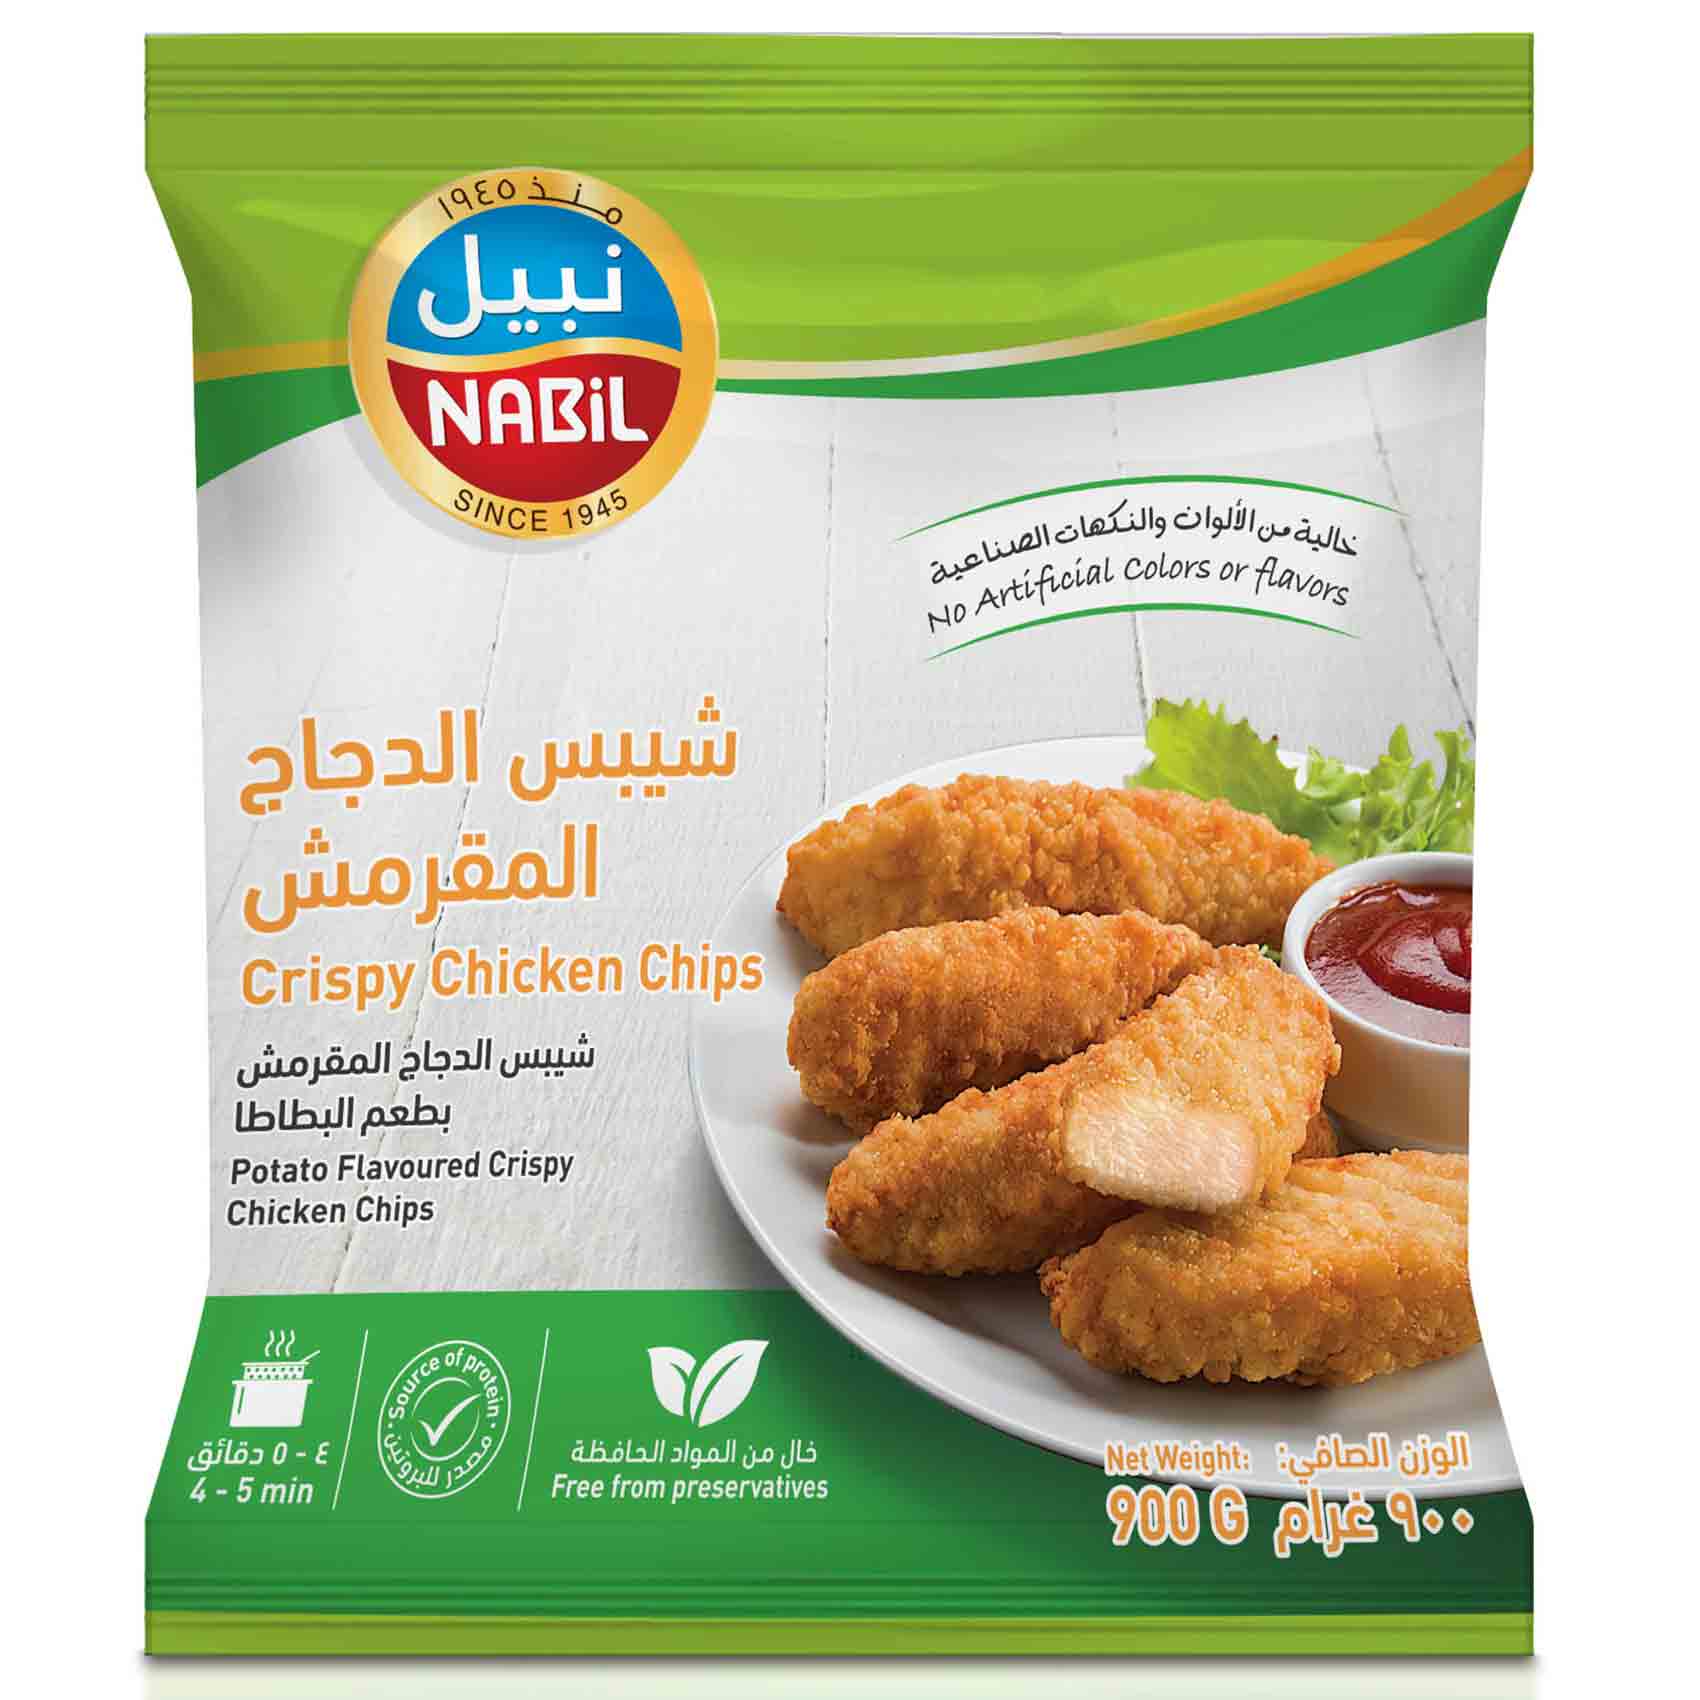 منذ ١٩٤٥
نبيل
NABiL
SINCE 1945
خالية من الألوان والنكهات الصناعية
No Artificial Colors or flavors
شيبس الدجاج
المقرمش
Crispy Chicken Chips
شيبس الدجاج المقرمش
بطعم البطاطا
Potato Flavoured Crispy
Chicken Chips
٤ - ٥ دقائق
4 - 5 min
Source of protein
مصدر للبروتين
خال من المواد الحافظة
Free from preservatives
Net Weight: الوزن الصافي:
900 G ٩٠٠ غرام